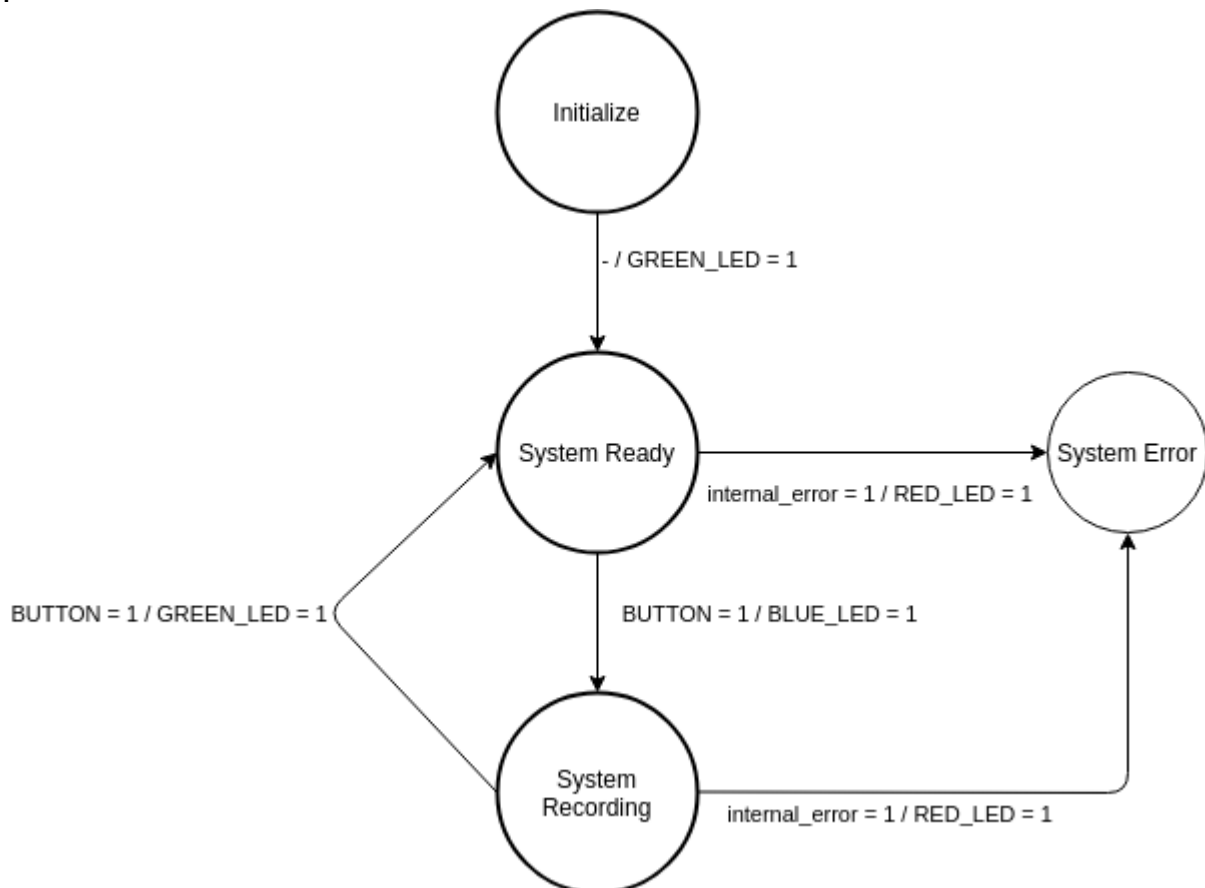 Initialize
- / GREEN_LED = 1
System Ready
System Error
internal_error = 1 / RED_LED = 1
BUTTON = 1 / GREEN_LED = 1
BUTTON = 1 / BLUE_LED = 1
System
Recording
internal_error = 1 / RED_LED = 1